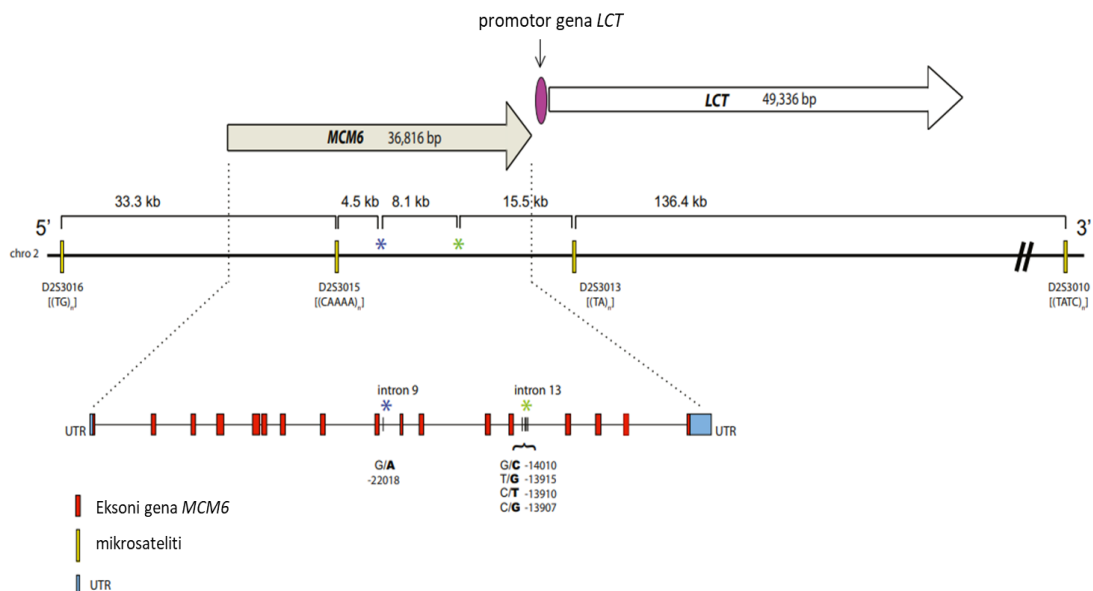 promotor gena LCT
LCT 49,336 bp
MCM6 36,816 bp
33.3 kb 4.5 kb 8.1 kb 15.5 kb 136.4 kb
5' 3'
* *
chro 2
D2S3016 D2S3015 D2S3013 D2S3010
[(TG)n] [(CAAAA)n] [(TA)n] [(TATC)n]
intron 9 intron 13
* *
UTR UTR
G/A G/C -14010
-22018 T/G -13915
C/T -13910
C/G -13907
Eksoni gena MCM6
mikrosateliti
UTR